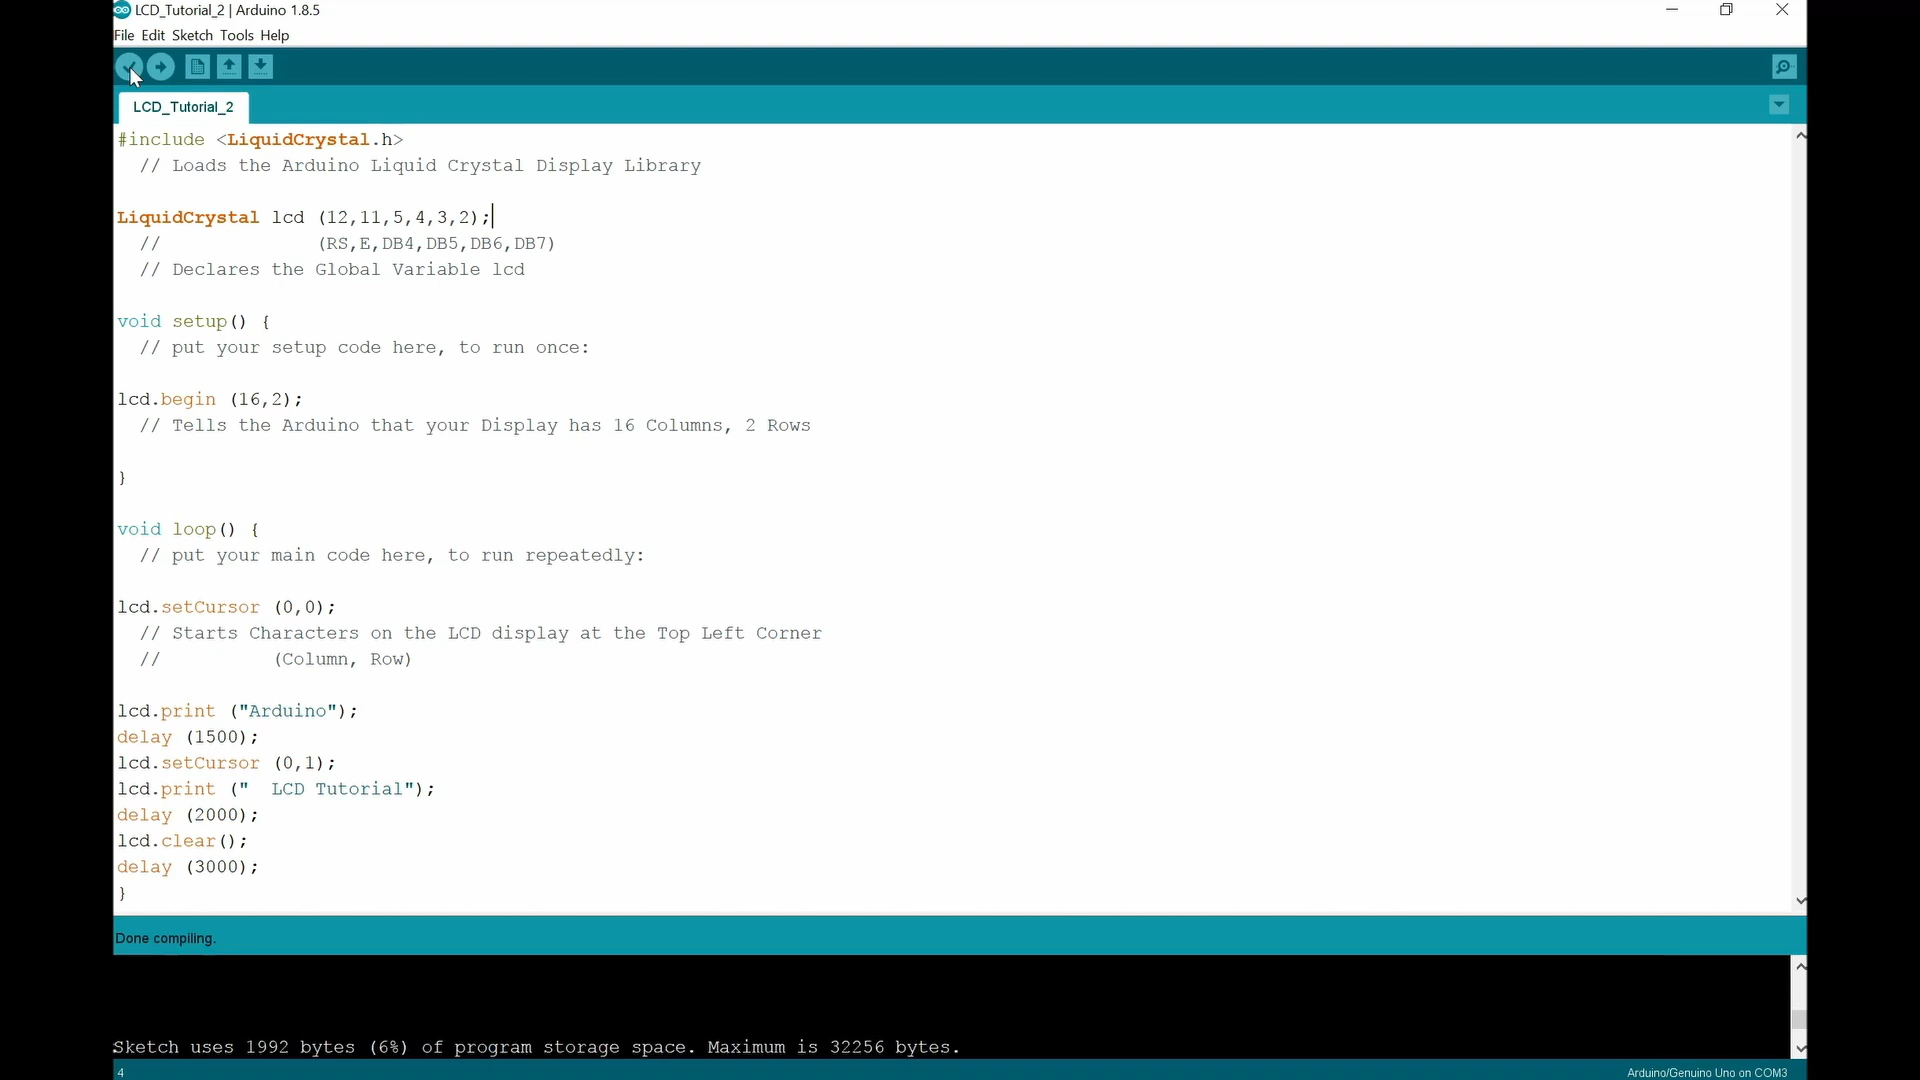 LCD_Tutorial_2 | Arduino 1.8.5
File Edit Sketch Tools Help
LCD_Tutorial_2
#include <LiquidCrystal.h>
// Loads the Arduino Liquid Crystal Display Library
LiquidCrystal lcd (12,11,5,4,3,2);
// (RS,E,DB4,DB5,DB6,DB7)
// Declares the Global Variable lcd
void setup() {
// put your setup code here, to run once:
lcd.begin (16,2);
// Tells the Arduino that your Display has 16 Columns, 2 Rows
}
void loop() {
// put your main code here, to run repeatedly:
lcd.setCursor (0,0);
// Starts Characters on the LCD display at the Top Left Corner
// (Column, Row)
lcd.print ("Arduino");
delay (1500);
lcd.setCursor (0,1);
lcd.print ("  LCD Tutorial");
delay (2000);
lcd.clear();
delay (3000);
}
Done compiling.
Sketch uses 1992 bytes (6%) of program storage space. Maximum is 32256 bytes.
4
Arduino/Genuino Uno on COM3